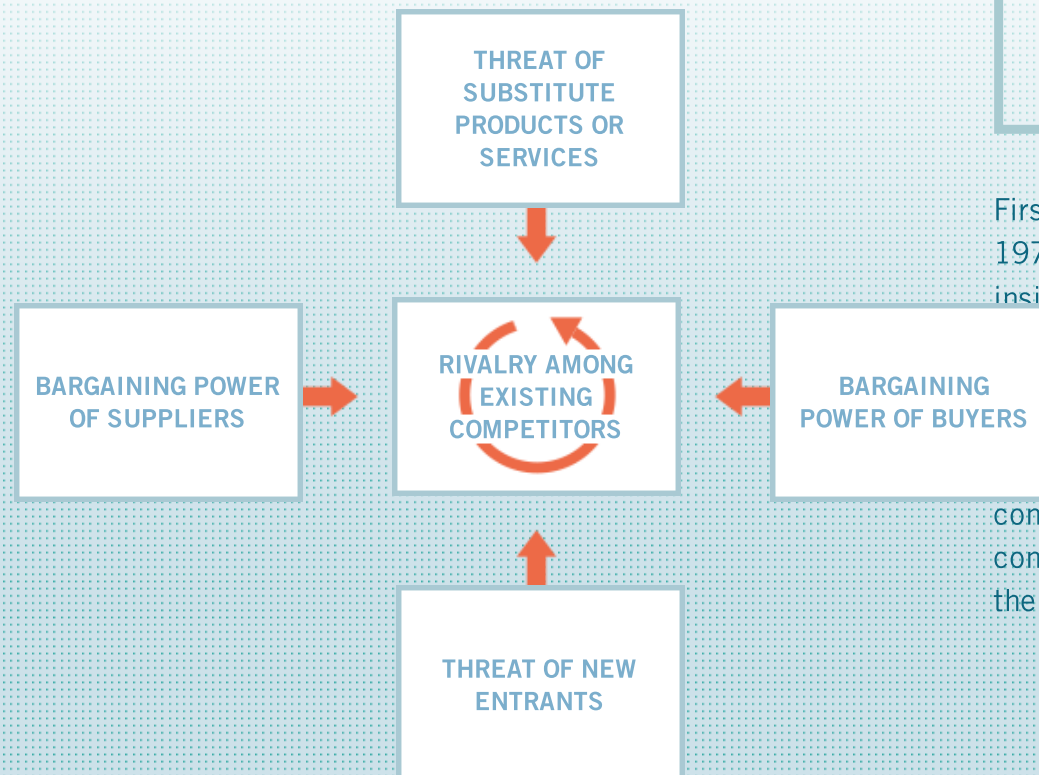 THREAT OF
SUBSTITUTE
PRODUCTS OR
SERVICES
BARGAINING POWER
OF SUPPLIERS
RIVALRY AMONG
EXISTING
COMPETITORS
BARGAINING
POWER OF BUYERS
THREAT OF NEW
ENTRANTS
the